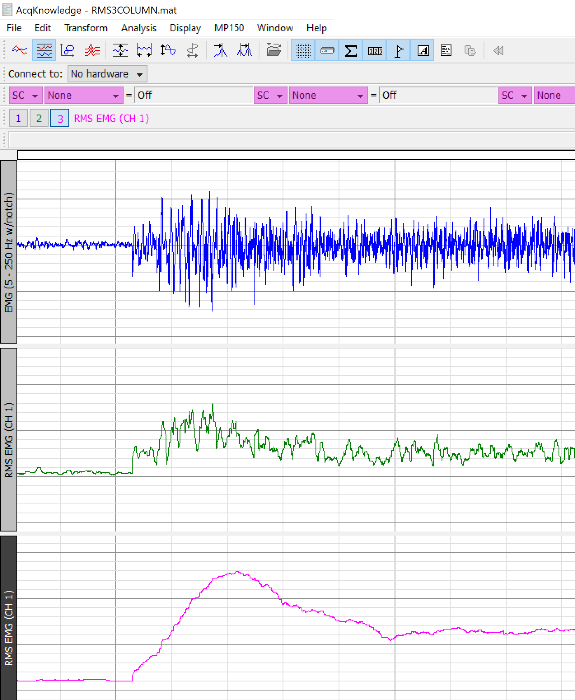 AcqKnowledge - RMS3COLUMN.mat
File Edit Transform Analysis Display MP150 Window Help
Connect to: No hardware
SC None = Off SC None = Off SC None
1 2 3 RMS EMG (CH 1)
EMG (5 - 250 Hz w/notch)
RMS EMG (CH 1)
RMS EMG (CH 1)